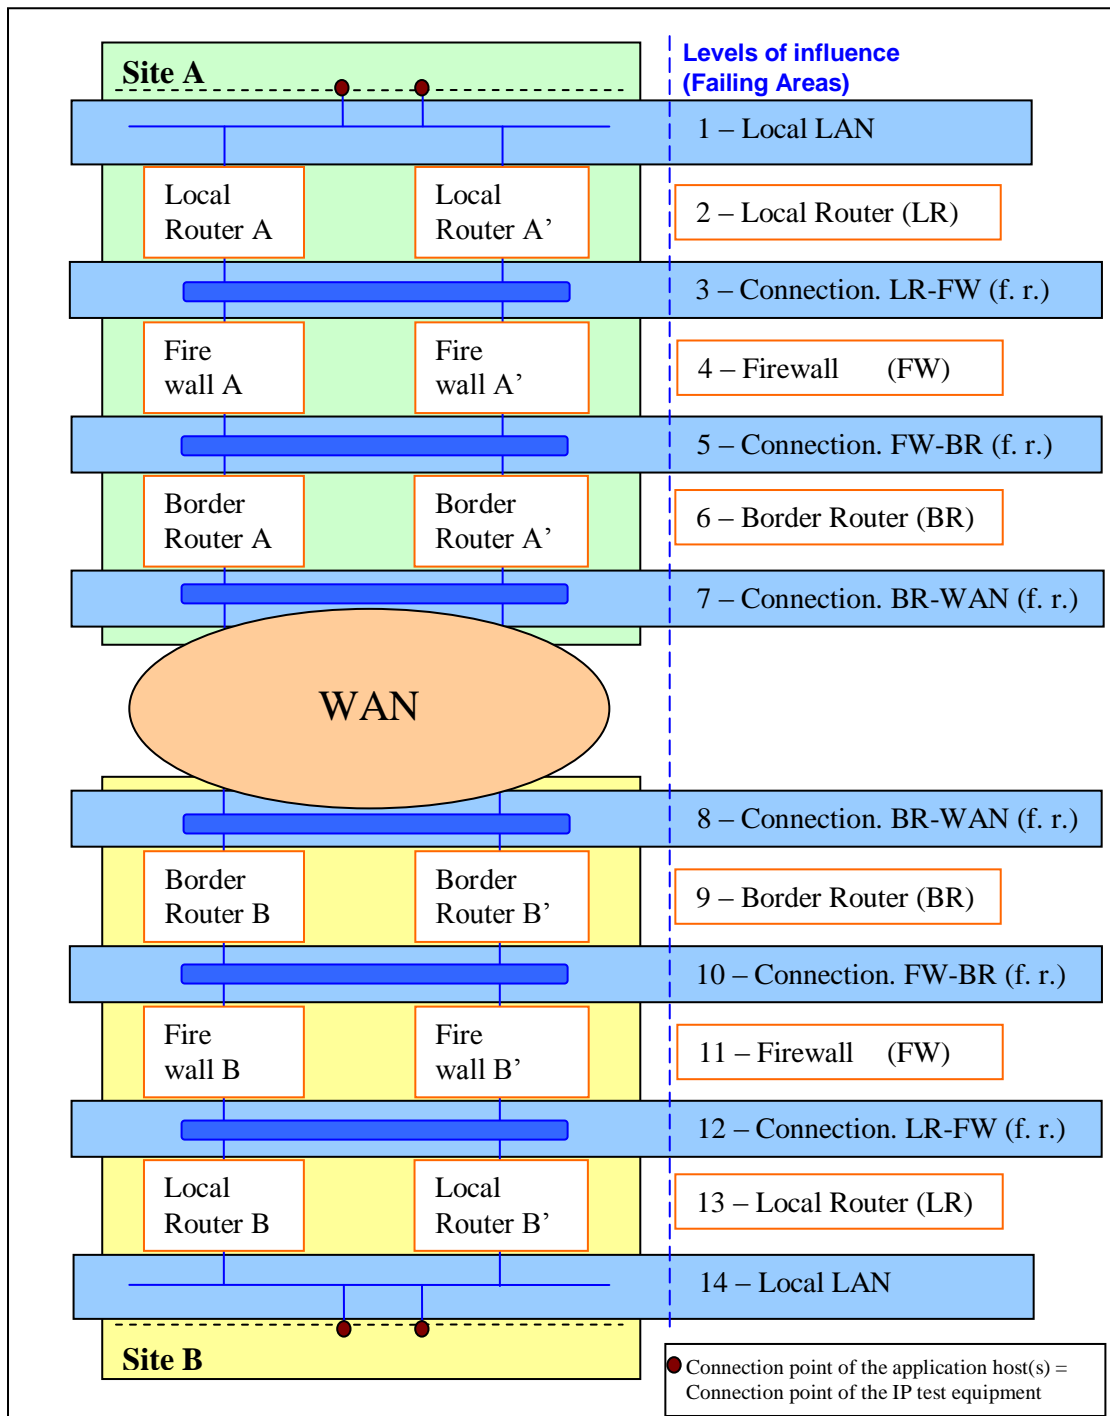 Site A
Levels of influence
(Failing Areas)
1 – Local LAN
Local
Router A
Local
Router A’
2 – Local Router (LR)
3 – Connection. LR-FW (f. r.)
Fire
wall A
Fire
wall A’
4 – Firewall (FW)
5 – Connection. FW-BR (f. r.)
Border
Router A
Border
Router A’
6 – Border Router (BR)
7 – Connection. BR-WAN (f. r.)
WAN
8 – Connection. BR-WAN (f. r.)
Border
Router B
Border
Router B’
9 – Border Router (BR)
10 – Connection. FW-BR (f. r.)
Fire
wall B
Fire
wall B’
11 – Firewall (FW)
12 – Connection. LR-FW (f. r.)
Local
Router B
Local
Router B’
13 – Local Router (LR)
14 – Local LAN
Site B
Connection point of the application host(s) =
Connection point of the IP test equipment